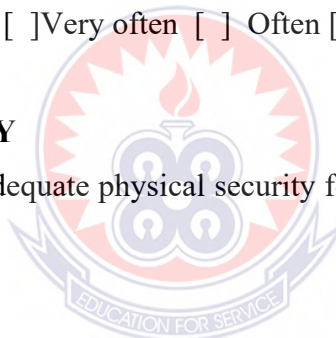 [ ]Very often [ ] Often [
Y
dequate physical security f
EDUCATION FOR SERVICE